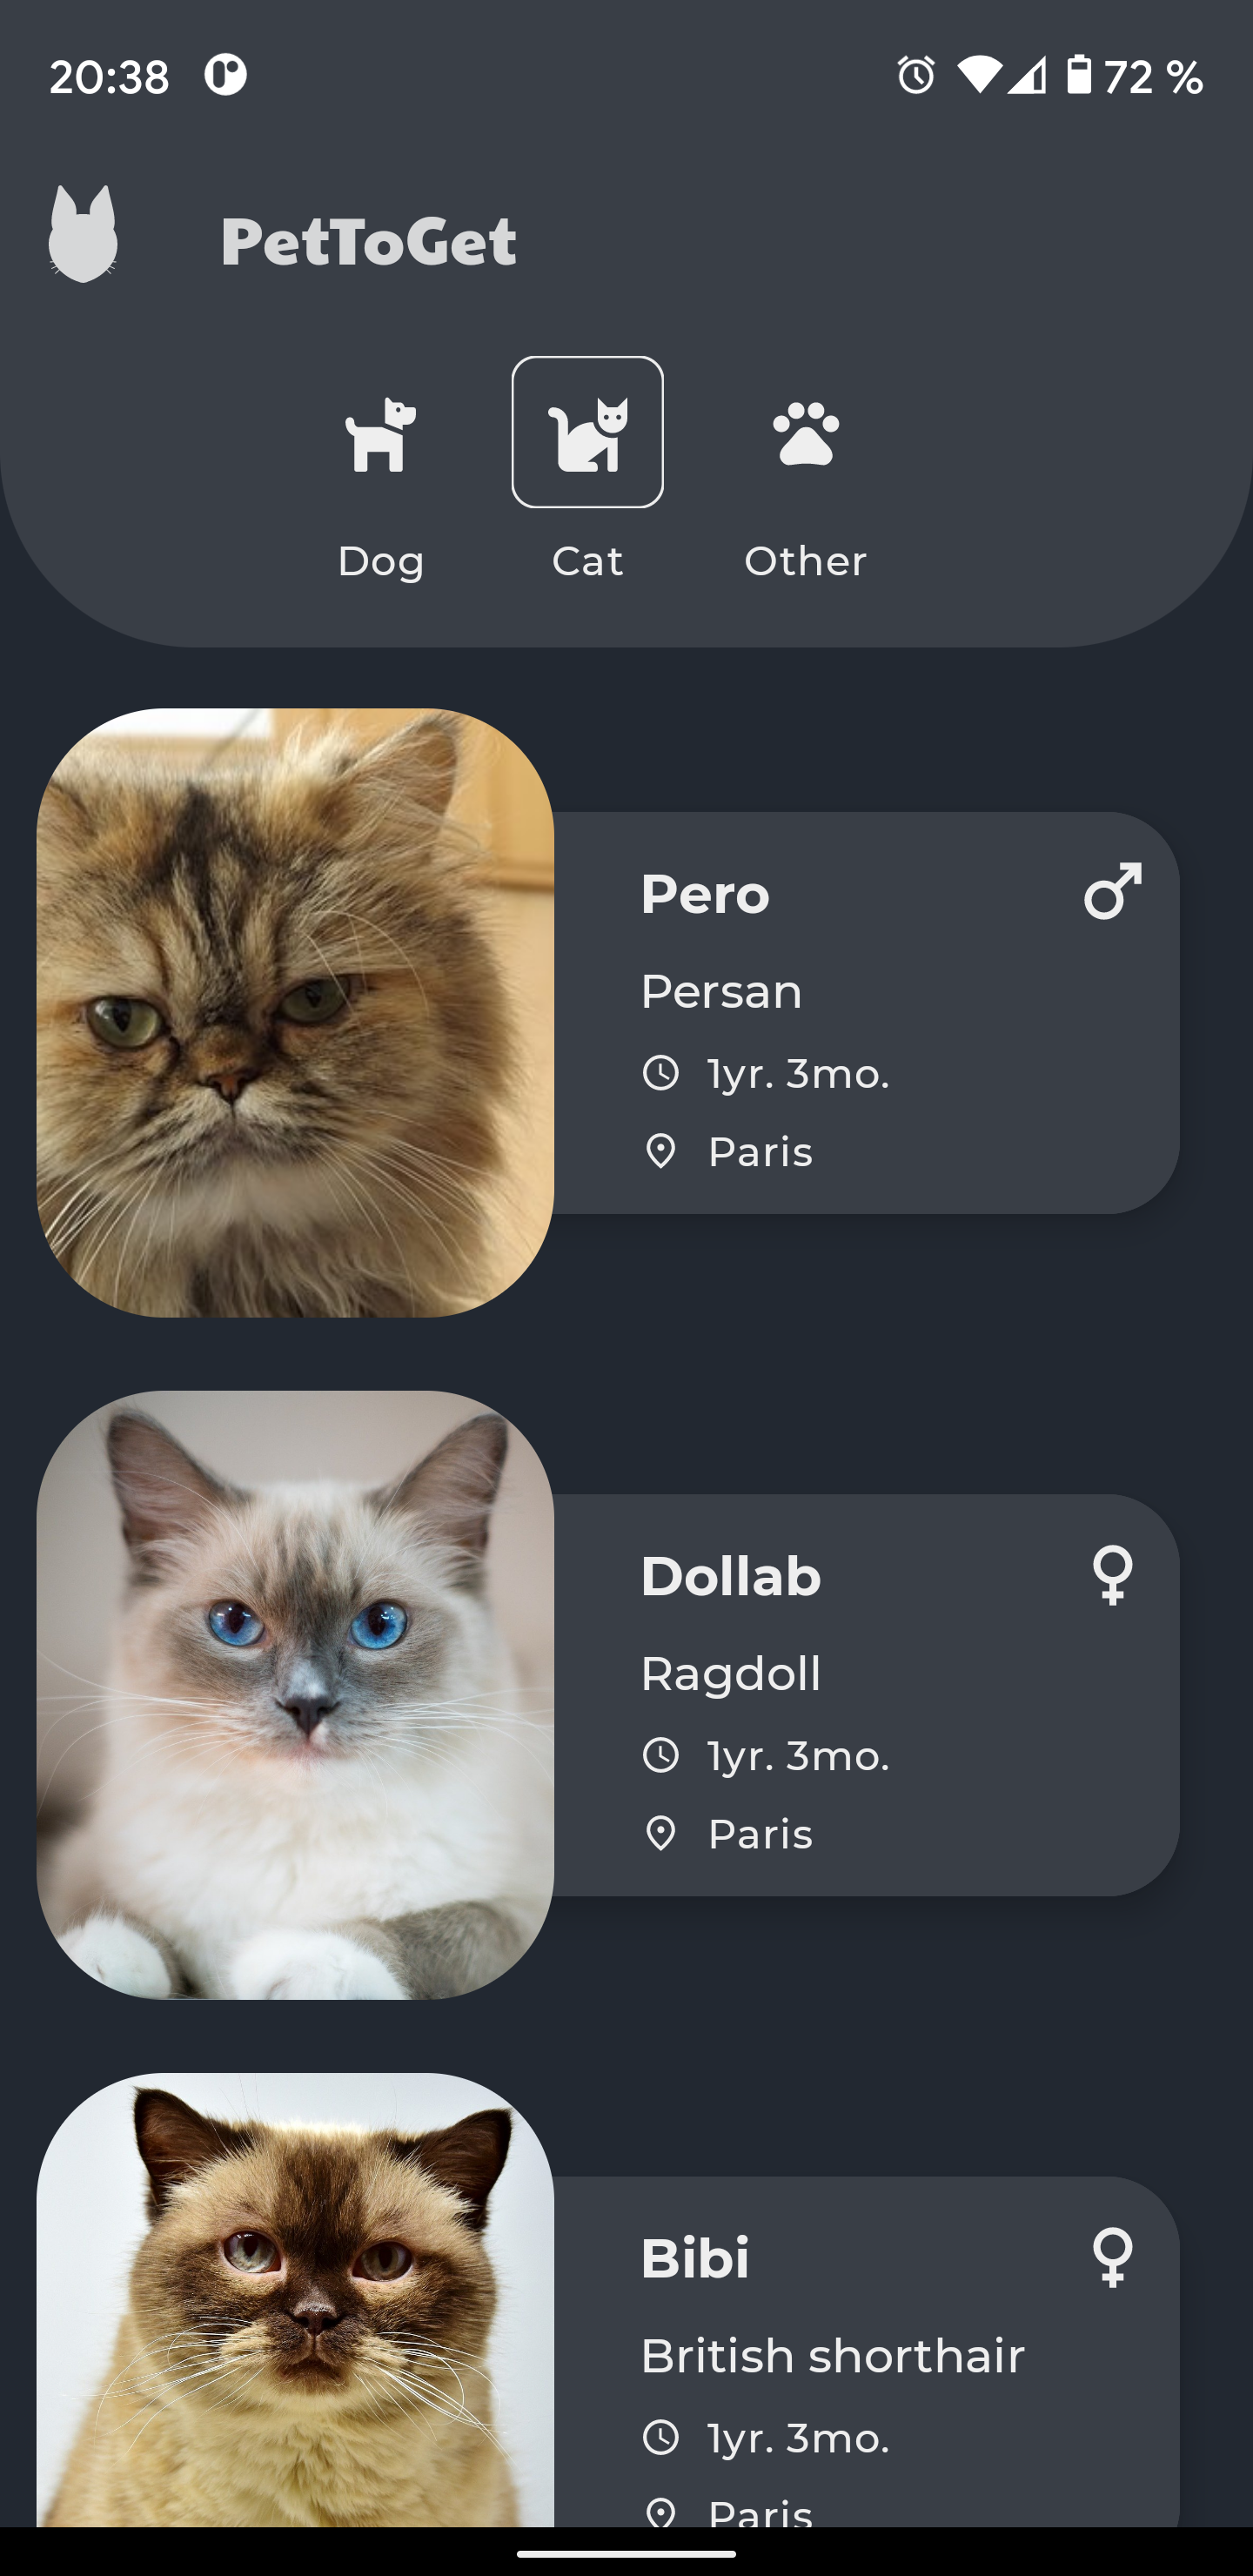 20:38 72 %
PetToGet
Dog Cat Other
Pero
Persan
1yr. 3mo.
Paris
Dollab
Ragdoll
1yr. 3mo.
Paris
Bibi
British shorthair
1yr. 3mo.
Paris